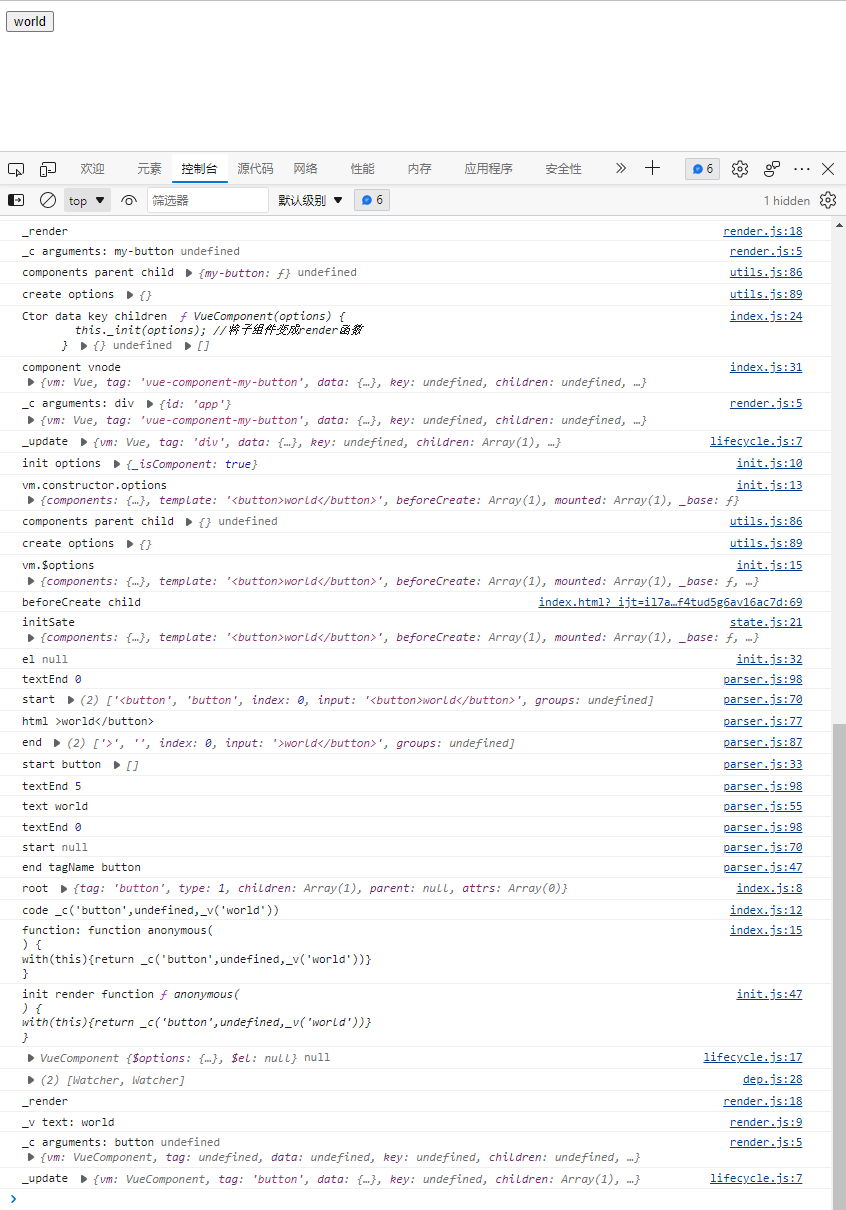 world
欢迎 元素 控制台 源代码 网络 性能 内存 应用程序 安全性 6
top 筛选器 默认级别 6 1 hidden
_render render.js:18
_c arguments: my-button undefined render.js:5
components parent child ▶ {my-button: ƒ} undefined utils.js:86
create options ▶ {} utils.js:89
Ctor data key children ƒ VueComponent(options) { index.js:24
this._init(options); //将子组件变成render函数
} ▶ {} undefined ▶ []
component vnode index.js:31
▶ {vm: Vue, tag: 'vue-component-my-button', data: {…}, key: undefined, children: undefined, …}
_c arguments: div ▶ {id: 'app'} render.js:5
▶ {vm: Vue, tag: 'vue-component-my-button', data: {…}, key: undefined, children: undefined, …}
_update ▶ {vm: Vue, tag: 'div', data: {…}, key: undefined, children: Array(1), …} lifecycle.js:7
init options ▶ {_isComponent: true} init.js:10
vm.constructor.options init.js:13
▶ {components: {…}, template: '<button>world</button>', beforeCreate: Array(1), mounted: Array(1), _base: ƒ}
components parent child ▶ {} undefined utils.js:86
create options ▶ {} utils.js:89
vm.$options init.js:15
▶ {components: {…}, template: '<button>world</button>', beforeCreate: Array(1), mounted: Array(1), _base: ƒ, …}
beforeCreate child index.html?_ijt=il7a…f4tud5g6av16ac7d:69
initSate state.js:21
▶ {components: {…}, template: '<button>world</button>', beforeCreate: Array(1), mounted: Array(1), _base: ƒ, …}
el null init.js:32
textEnd 0 parser.js:98
start ▶ (2) ['<button', 'button', index: 0, input: '<button>world</button>', groups: undefined] parser.js:70
html >world</button> parser.js:77
end ▶ (2) ['>', '', index: 0, input: '>world</button>', groups: undefined] parser.js:87
start button ▶ [] parser.js:33
textEnd 5 parser.js:98
text world parser.js:55
textEnd 0 parser.js:98
start null parser.js:70
end tagName button parser.js:47
root ▶ {tag: 'button', type: 1, children: Array(1), parent: null, attrs: Array(0)} index.js:8
code _c('button',undefined,_v('world')) index.js:12
function: function anonymous( index.js:15
) {
with(this){return _c('button',undefined,_v('world'))}
}
init render function ƒ anonymous( init.js:47
) {
with(this){return _c('button',undefined,_v('world'))}
}
▶ VueComponent {$options: {…}, $el: null} null lifecycle.js:17
▶ (2) [Watcher, Watcher] dep.js:28
_render render.js:18
_v text: world render.js:9
_c arguments: button undefined render.js:5
▶ {vm: VueComponent, tag: undefined, data: undefined, key: undefined, children: undefined, …}
_update ▶ {vm: VueComponent, tag: 'button', data: {…}, key: undefined, children: Array(1), …} lifecycle.js:7